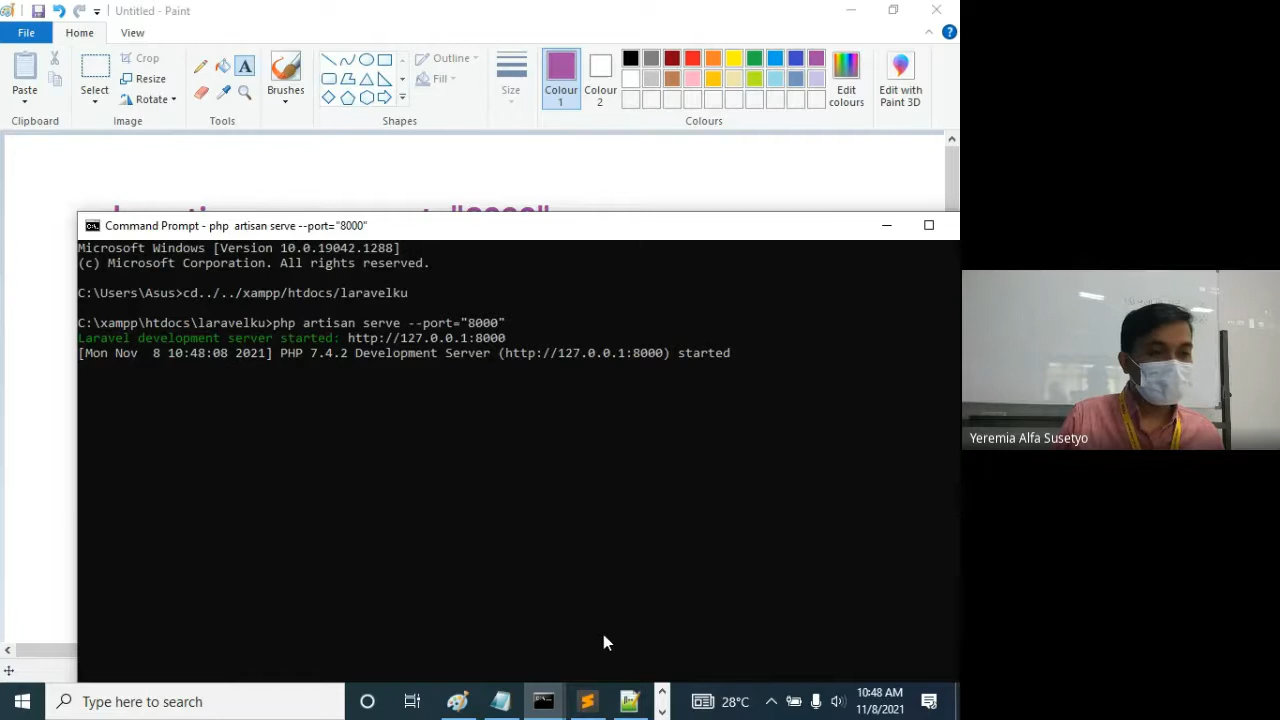 Untitled - Paint
File
Home
View
Paste
Clipboard
Select
Crop
Resize
Rotate
Image
Tools
A
Brushes
Outline
Fill
Shapes
Size
Colour 1
Colour 2
Edit colours
Edit with Paint 3D
Colours
"8000"
Command Prompt - php artisan serve --port="8000"
C:\.
Microsoft Windows [Version 10.0.19042.1288]
(c) Microsoft Corporation. All rights reserved.
C:\Users\Asus>cd../../xampp/htdocs/laravelku
C:\xampp\htdocs\laravelku>php artisan serve --port="8000"
Laravel development server started: http://127.0.0.1:8000
[Mon Nov  8 10:48:08 2021] PHP 7.4.2 Development Server (http://127.0.0.1:8000) started
Yeremia Alfa Susetyo
Type here to search
28°C
10:48 AM
11/8/2021